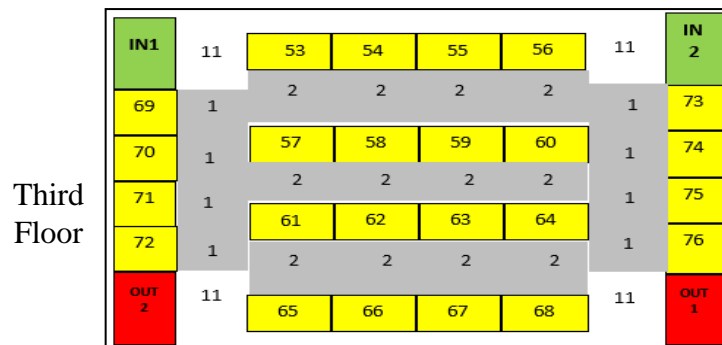 IN1 11 53 54 55 56 11 IN 2
2 2 2 2
69 1 1 73
57 58 59 60
70 1 1 74
2 2 2 2
Third Floor
71 1 1 75
61 62 63 64
72 1 1 76
2 2 2 2
OUT 2 11 65 66 67 68 11 OUT 1